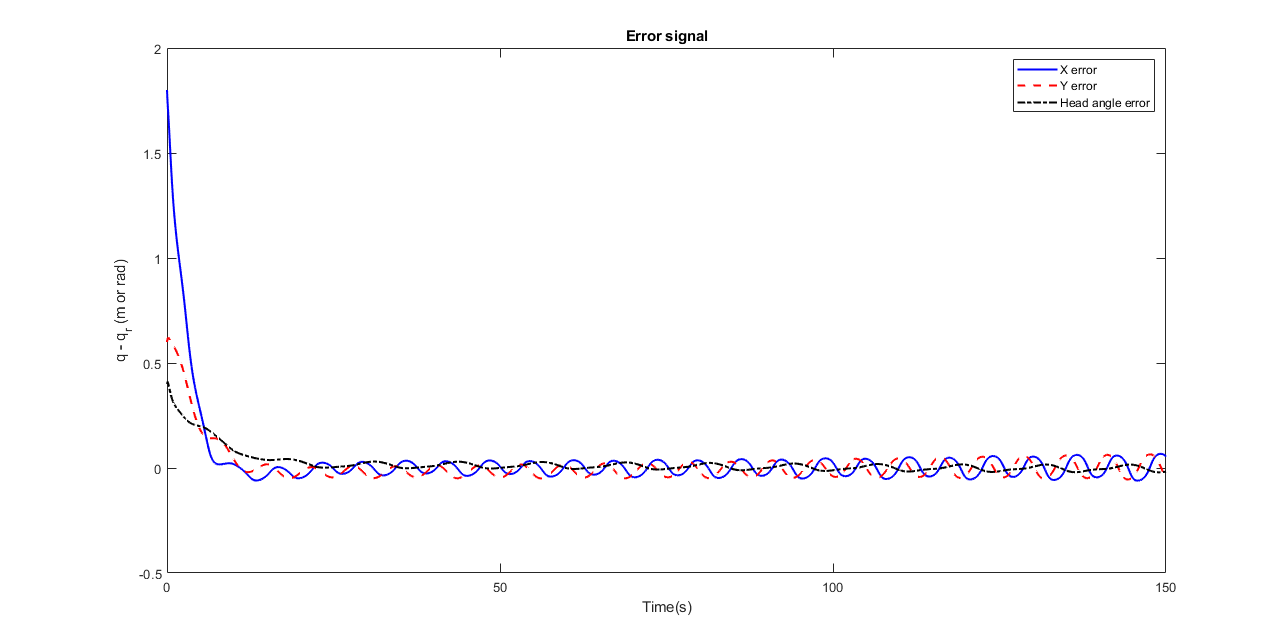 Error signal
2
1.5
1
0.5
0
-0.5
q - q_r (m or rad)
X error
Y error
Head angle error
0
50
100
150
Time(s)